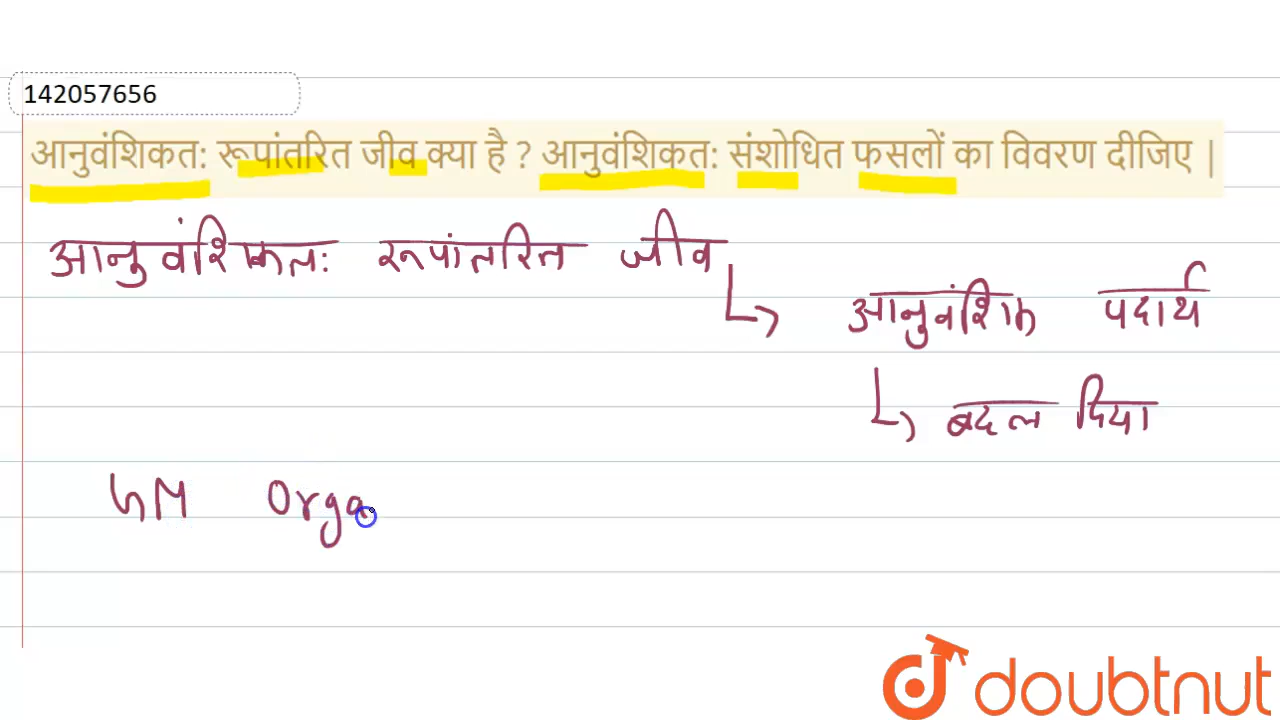 142057656
आनुवंशिकत: रूपांतरित जीव क्या है ? आनुवंशिकत: संशोधित फसलों का विवरण दीजिए |
आनुवंशिकतः रूपांतरित जीव
आनुवंशिक पदार्थ
बदल दिया
GM Orga
doubtnut